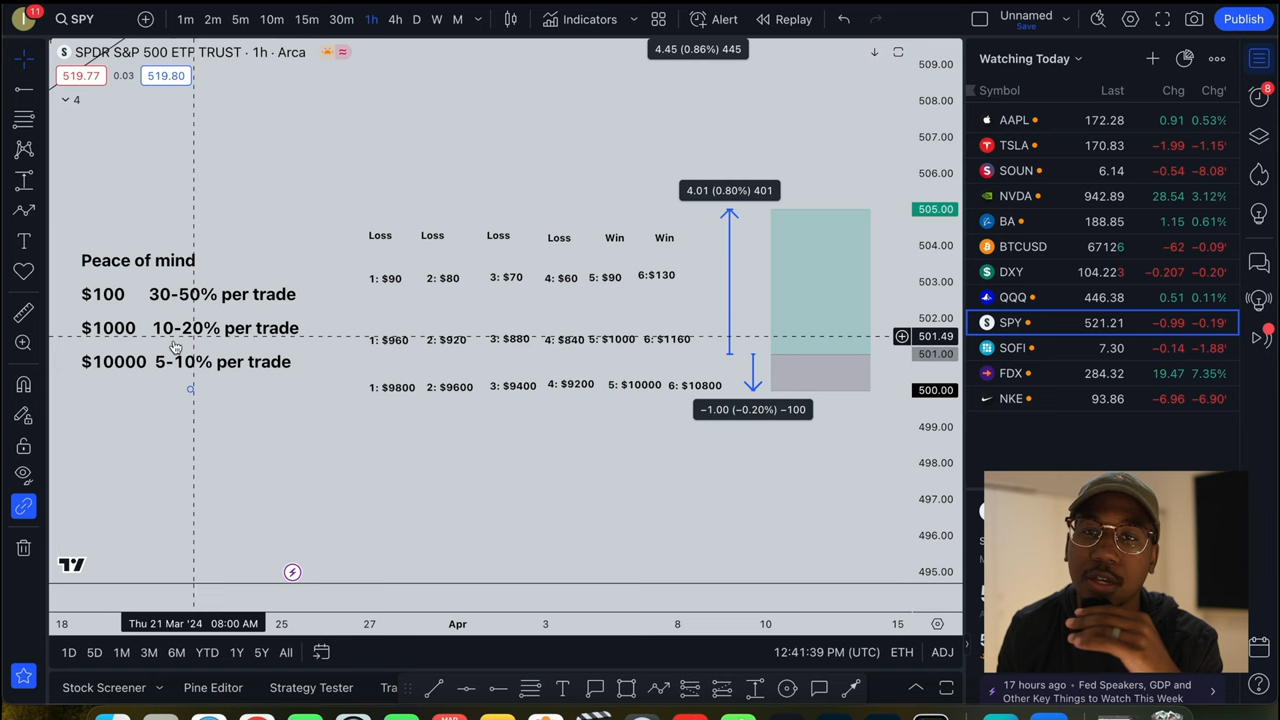 11
SPY
1m 2m 5m 10m 15m 30m 1h 4h D W M
Indicators
Alert
Replay
Unnamed
Save
Publish
SPDR S&P 500 ETF TRUST · 1h · Arca
519.77 0.03 519.80
4
4.45 (0.86%) 445
4.01 (0.80%) 401
−1.00 (−0.20%) −100
Loss Loss Loss Loss Win Win
1: $90 2: $80 3: $70 4: $60 5: $90 6:$130
Peace of mind
$100 30-50% per trade
$1000 10-20% per trade
$10000 5-10% per trade
1: $960 2: $920 3: $880 4: $840 5: $1000 6: $1160
1: $9800 2: $9600 3: $9400 4: $9200 5: $10000 6: $10800
509.00
508.00
507.00
506.00
505.00
504.00
503.00
502.00
501.49
501.00
500.00
499.00
498.00
497.00
496.00
495.00
18 Thu 21 Mar '24 08:00 AM 25 27 Apr 3 8 10 15
1D 5D 1M 3M 6M YTD 1Y 5Y All
12:41:39 PM (UTC) ETH ADJ
Stock Screener Pine Editor Strategy Tester Tra
Watching Today
Symbol Last Chg Chg
AAPL 172.28 0.91 0.53%
TSLA 170.83 −1.99 −1.15
SOUN 6.14 −0.54 −8.08
NVDA 942.89 28.54 3.12%
BA 188.85 1.15 0.61%
BTCUSD 67126 −62 −0.09
DXY 104.223 −0.207 −0.20
QQQ 446.38 0.51 0.11%
SPY 521.21 −0.99 −0.19
SOFI 7.30 −0.14 −1.88
FDX 284.32 19.47 7.35%
NKE 93.86 −6.96 −6.90
8
17 hours ago • Fed Speakers, GDP and
Other Key Things to Watch This Week